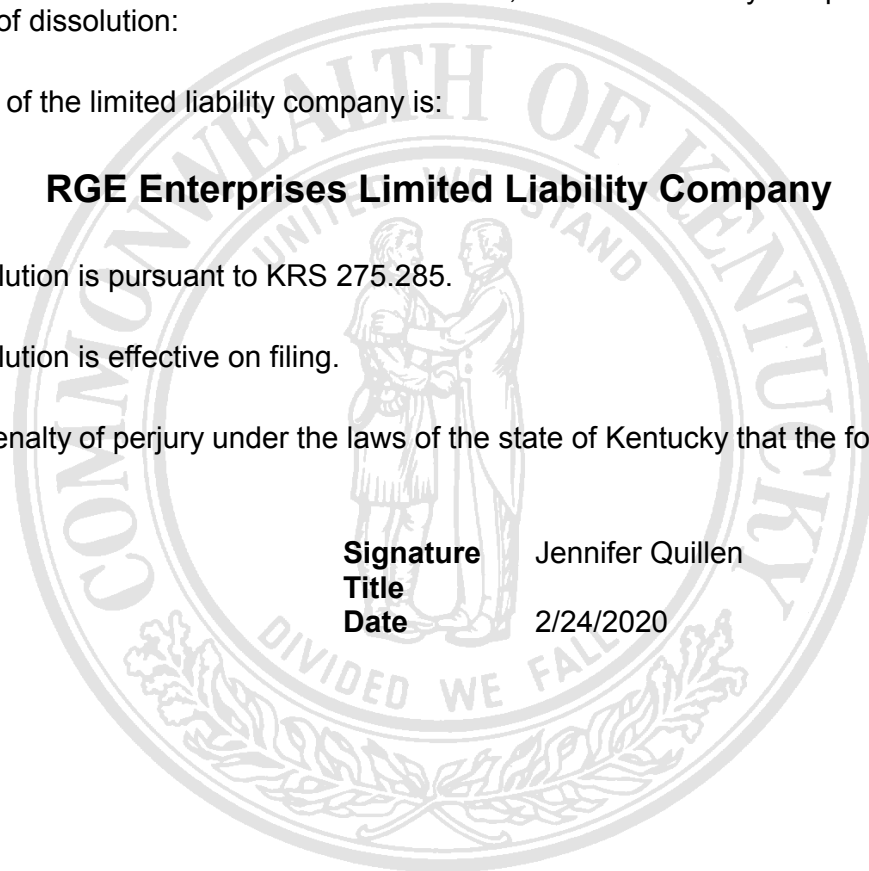 of dissolution:
of the limited liability company is:
RGE Enterprises Limited Liability Company
lution is pursuant to KRS 275.285.
lution is effective on filing.
enalty of perjury under the laws of the state of Kentucky that the fo
Signature Jennifer Quillen
Title
Date 2/24/2020
COMMONWEALTH OF KENTUCKY
UNITED WE STAND
DIVIDED WE FALL